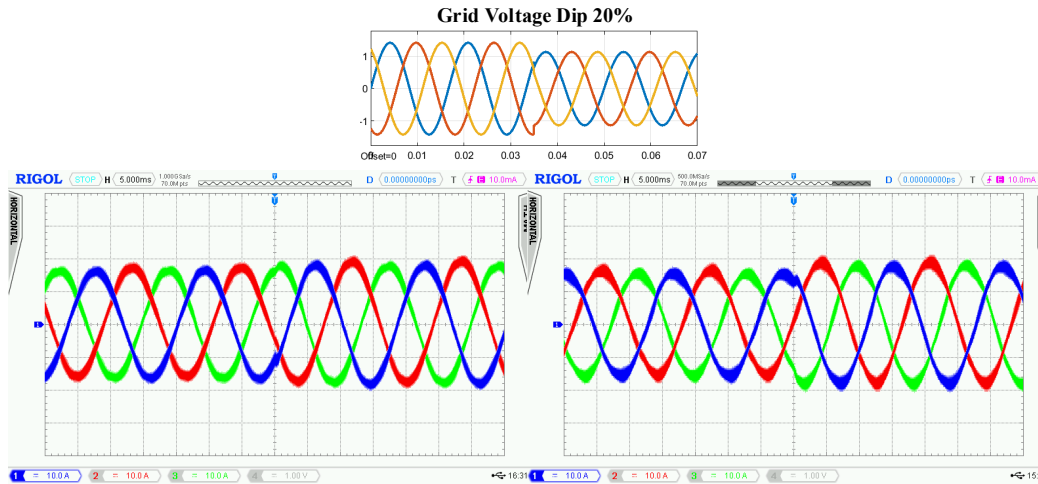 Grid Voltage Dip 20%
1
0
-1
Offset=0
0 0.01 0.02 0.03 0.04 0.05 0.06 0.07
RIGOL STOP H 5.000ms 1.000GSa/s 70.0M pts D 0.00000000ps T 10.0mA
HORIZONTAL
1 = 10.0 A 2 = 10.0 A 3 = 10.0 A 4 = 1.00 V 16:31
RIGOL STOP H 5.000ms 500.0MSa/s 70.0M pts D 0.00000000ps T 10.0mA
HORIZONTAL
1 = 10.0 A 2 = 10.0 A 3 = 10.0 A 4 = 1.00 V 15: